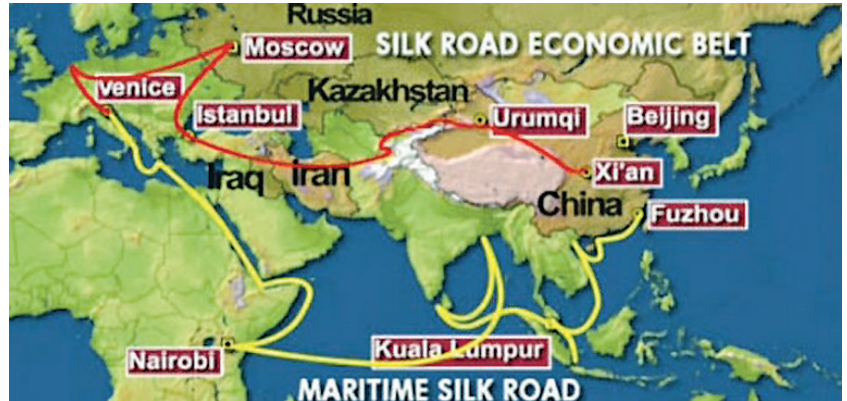 Russia
Moscow
SILK ROAD ECONOMIC BELT
Venice
Kazakhstan
Istanbul
Urumqi
Beijing
Iraq
iran
Xi'an
China
Fuzhou
Nairobi
Kuala Lumpur
MARITIME SILK ROAD